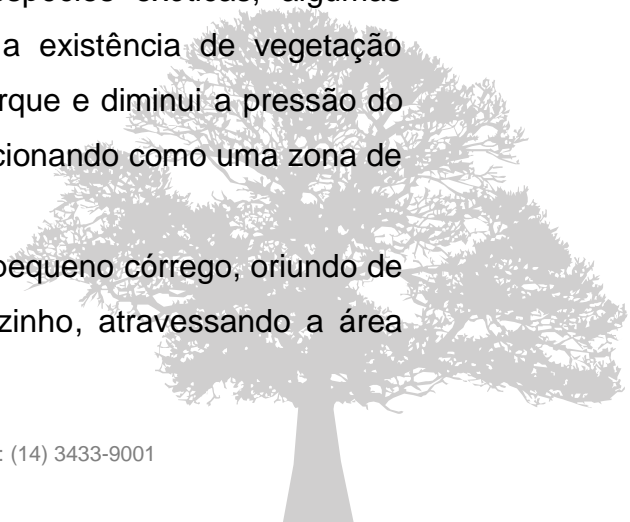 espécies exóticas, algumas
a existência de vegetação
rque e diminui a pressão do
cionando como uma zona de
pequeno córrego, oriundo de
zinho, atravessando a área
: (14) 3433-9001